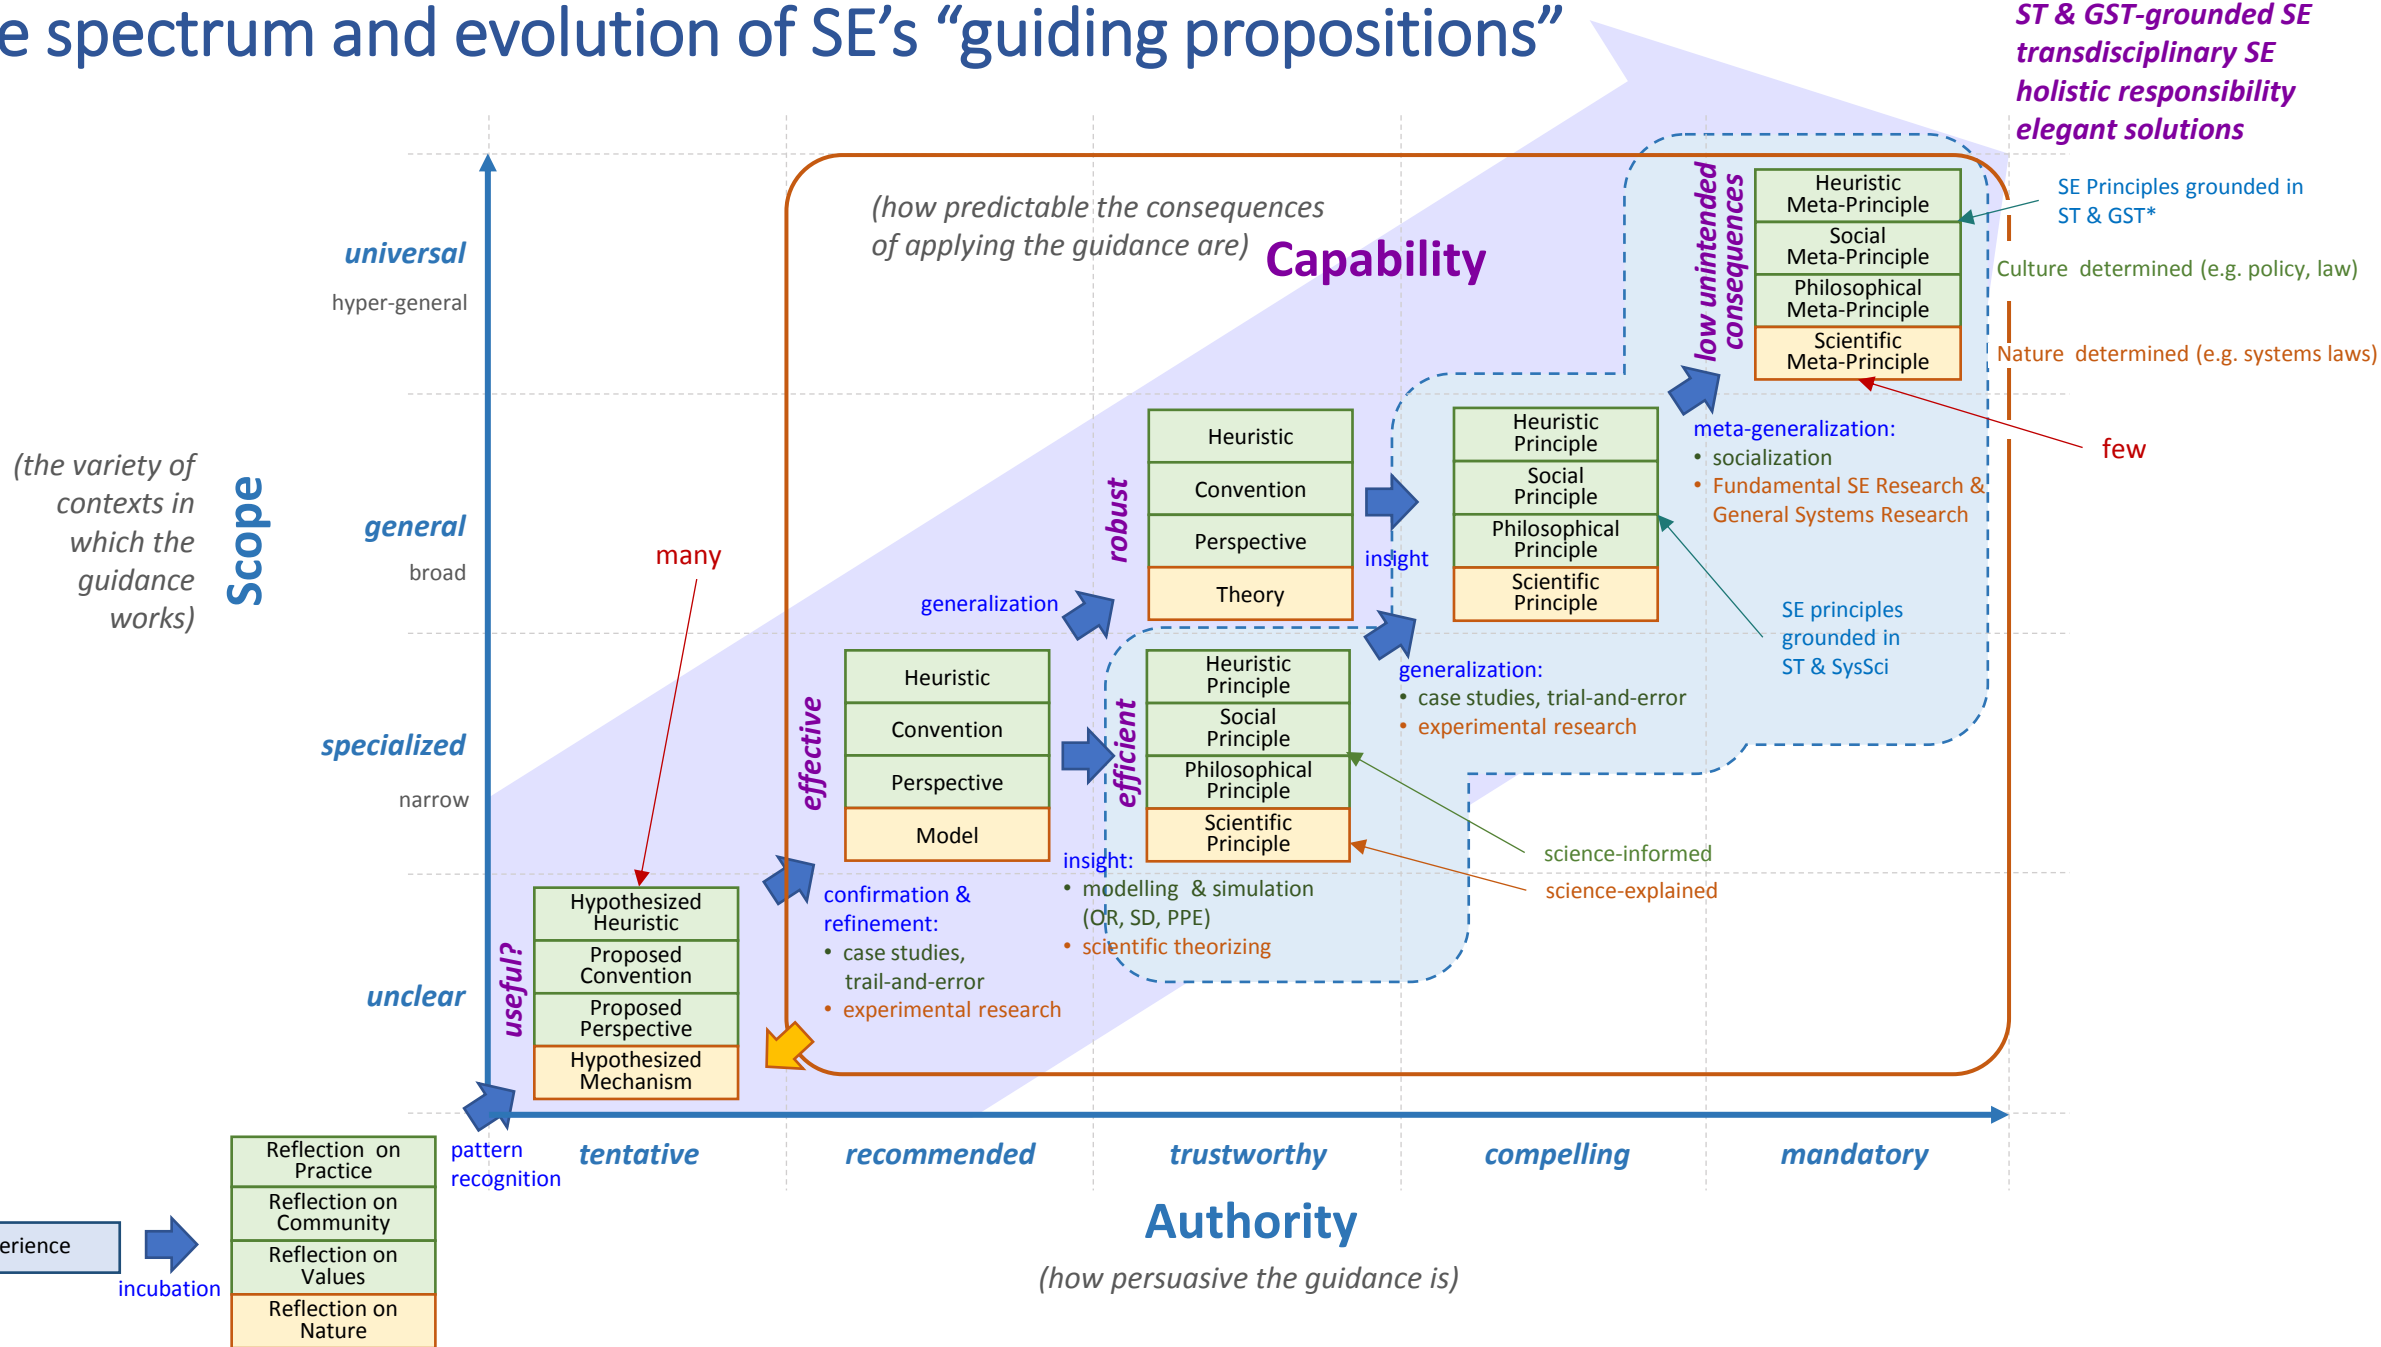 e spectrum and evolution of SE’s “guiding propositions”
ST & GST-grounded SE
transdisciplinary SE
holistic responsibility
elegant solutions
(how predictable the consequences
of applying the guidance are)
Capability
low unintended
consequences
Heuristic
Meta-Principle
Social
Meta-Principle
Philosophical
Meta-Principle
Scientific
Meta-Principle
SE Principles grounded in
ST & GST*
Culture determined (e.g. policy, law)
Nature determined (e.g. systems laws)
few
universal
hyper-general
(the variety of
contexts in
which the
guidance
works)
Scope
general
broad
specialized
narrow
unclear
many
robust
Heuristic
Convention
Perspective
Theory
insight
Heuristic
Principle
Social
Principle
Philosophical
Principle
Scientific
Principle
meta-generalization:
• socialization
• Fundamental SE Research &
General Systems Research
SE principles
grounded in
ST & SysSci
generalization
effective
Heuristic
Convention
Perspective
Model
efficient
Heuristic
Principle
Social
Principle
Philosophical
Principle
Scientific
Principle
generalization:
• case studies, trial-and-error
• experimental research
science-informed
science-explained
insight:
• modelling & simulation
(OR, SD, PPE)
• scientific theorizing
confirmation &
refinement:
• case studies,
trail-and-error
• experimental research
useful?
Hypothesized
Heuristic
Proposed
Convention
Proposed
Perspective
Hypothesized
Mechanism
pattern
recognition
tentative
recommended
trustworthy
compelling
mandatory
Authority
(how persuasive the guidance is)
erience
incubation
Reflection on
Practice
Reflection on
Community
Reflection on
Values
Reflection on
Nature